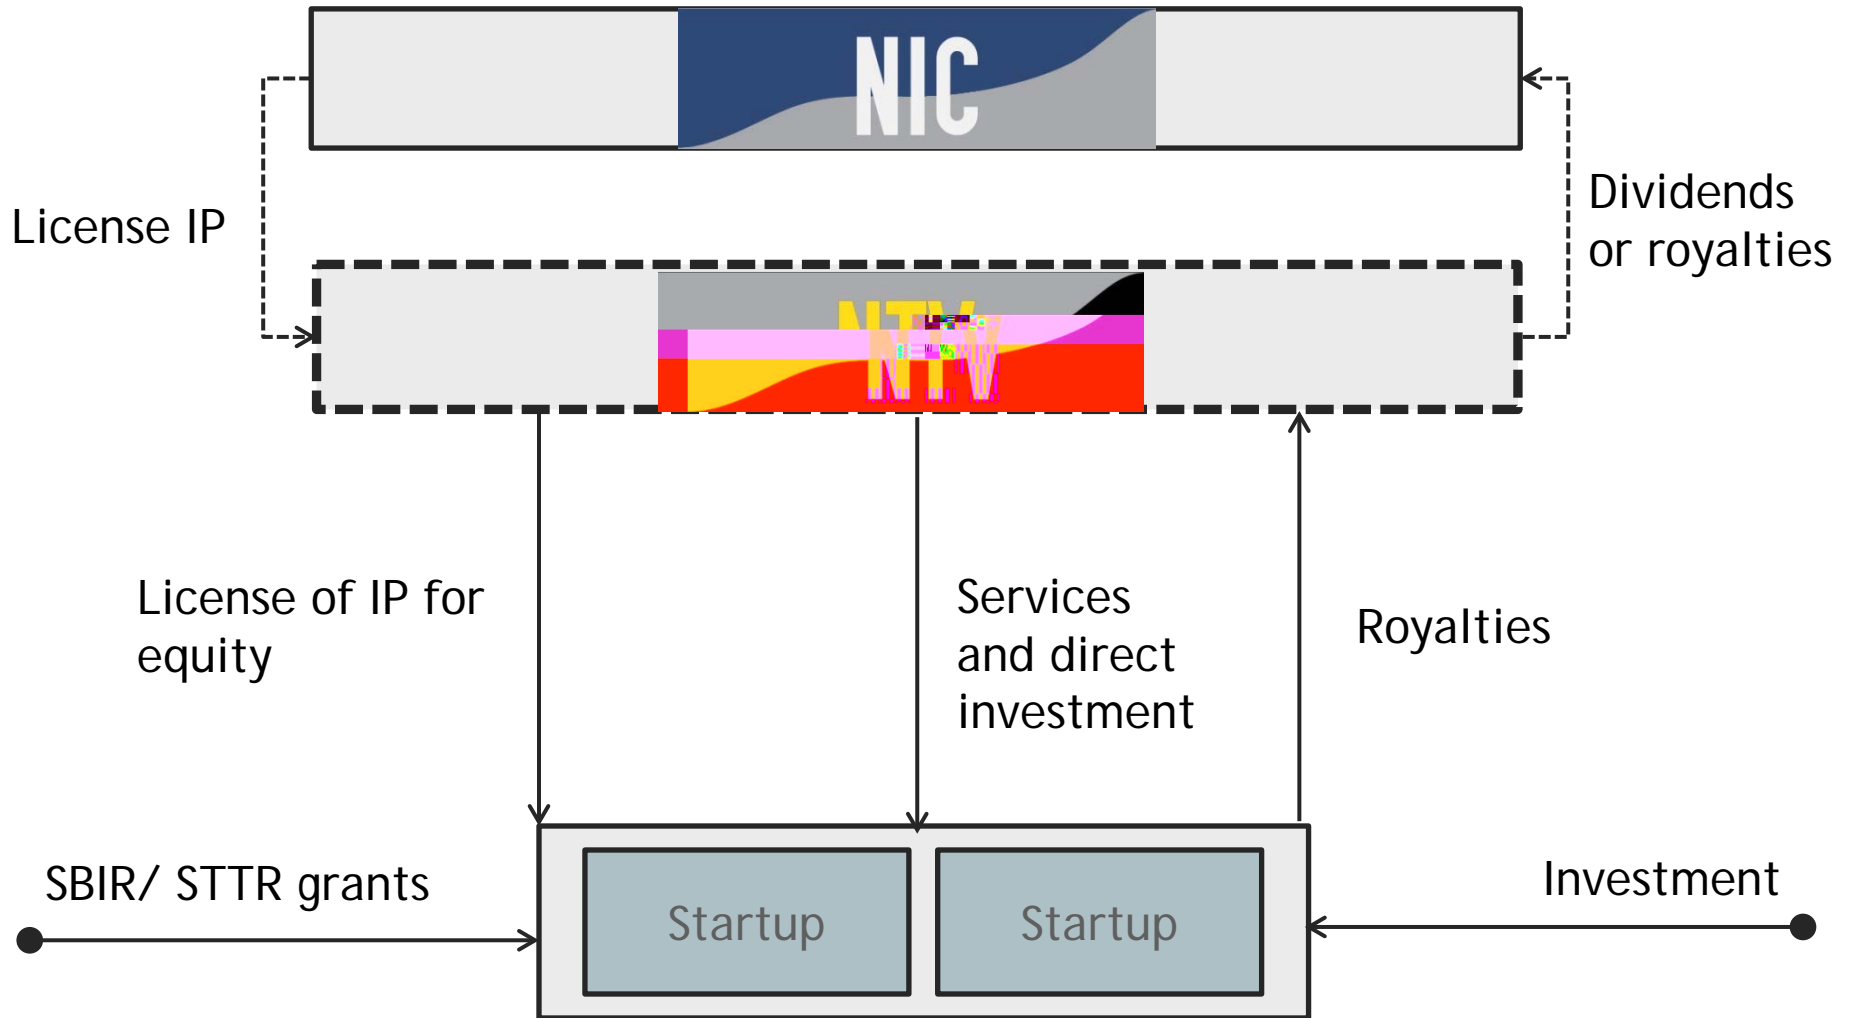 NIC
License IP
Dividends
or royalties
NTV
License of IP for
equity
Services
and direct
investment
Royalties
SBIR/ STTR grants
Investment
Startup
Startup